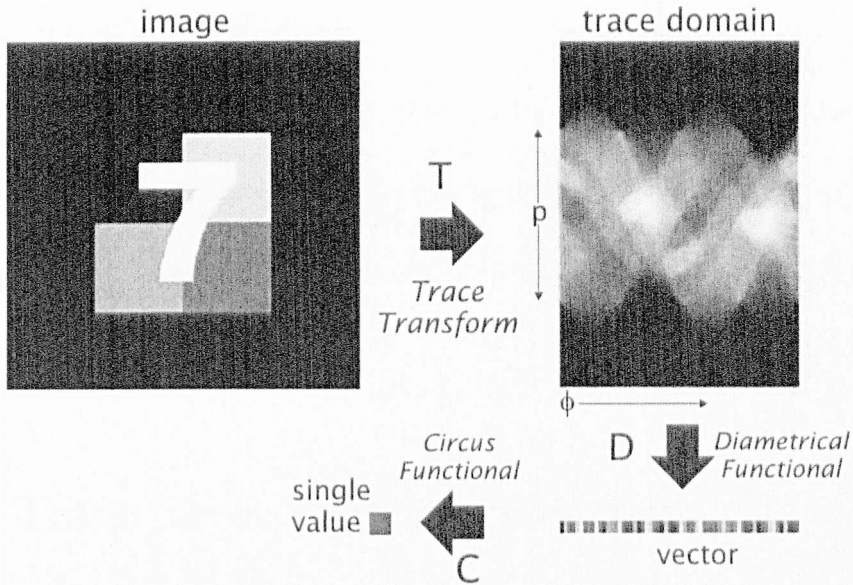 image
trace domain
7
T
Trace
Transform
p
ϕ
D
Diametrical
Functional
Circus
Functional
single
value
C
vector